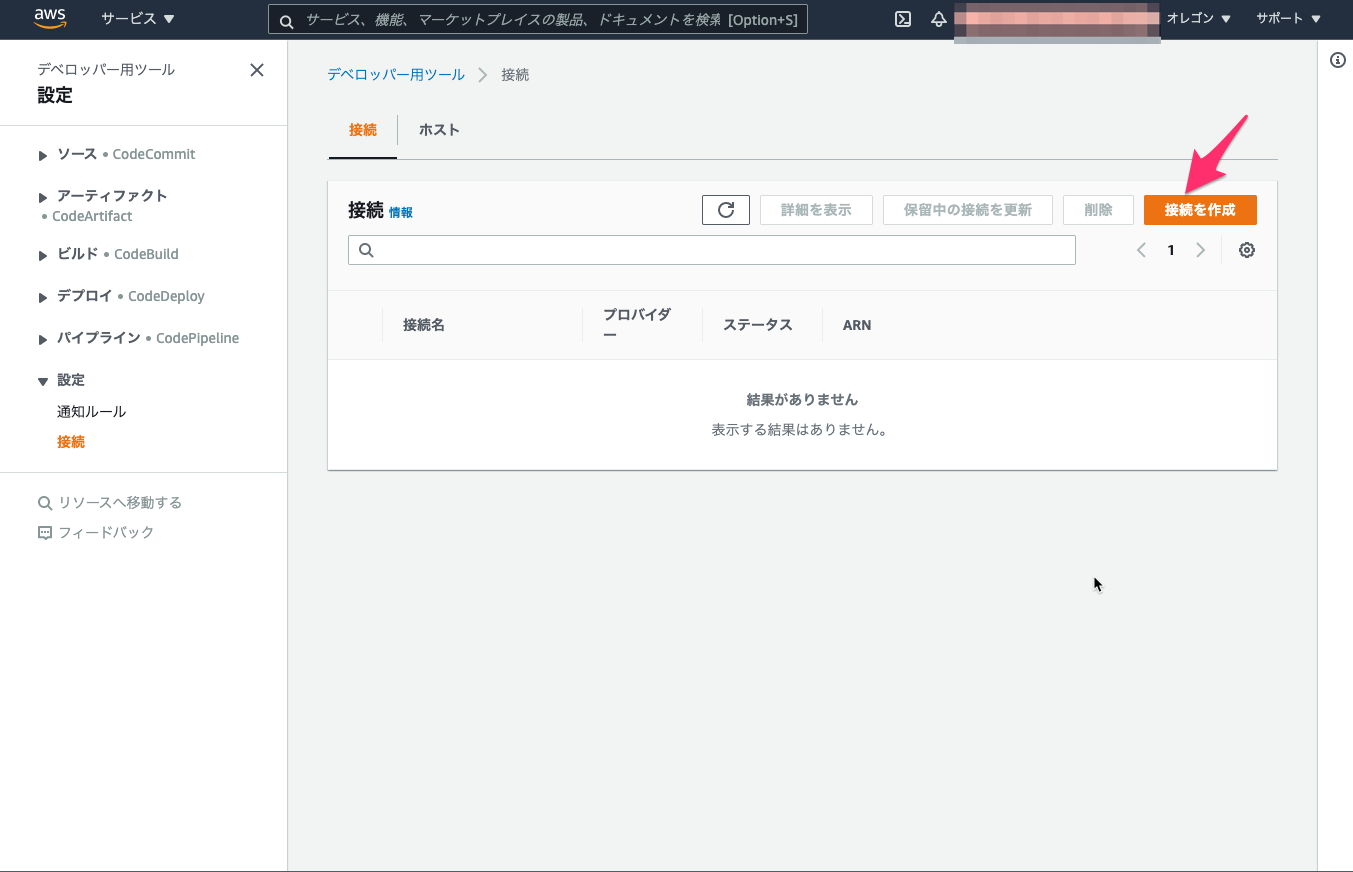 aws サービス ▼ サービス、機能、マーケットプレイスの製品、ドキュメントを検索 [Option+S] オレゴン ▼ サポート ▼
デベロッパー用ツール
設定
ソース • CodeCommit
アーティファクト
• CodeArtifact
ビルド • CodeBuild
デプロイ • CodeDeploy
パイプライン • CodePipeline
設定
通知ルール
接続
リソースへ移動する
フィードバック
デベロッパー用ツール > 接続
接続 ホスト
接続 情報 詳細を表示 保留中の接続を更新 削除 接続を作成
1
接続名 プロバイダー ステータス ARN
結果がありません
表示する結果はありません。